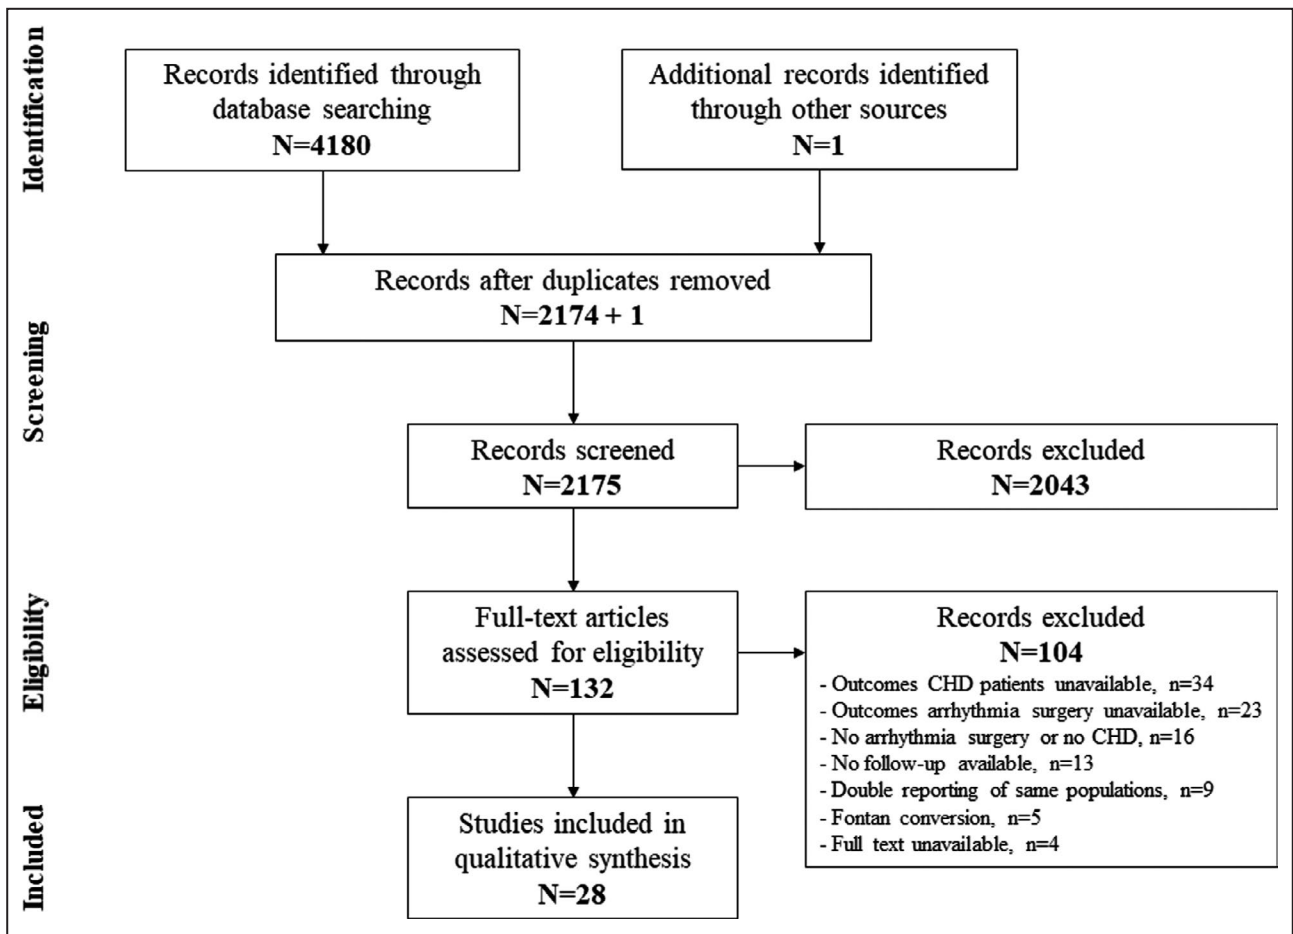 Identification
Records identified through
database searching
N=4180
Additional records identified
through other sources
N=1
Screening
Records after duplicates removed
N=2174 + 1
Records screened
N=2175
Records excluded
N=2043
Eligibility
Full-text articles
assessed for eligibility
N=132
Records excluded
N=104
- Outcomes CHD patients unavailable, n=34
- Outcomes arrhythmia surgery unavailable, n=23
- No arrhythmia surgery or no CHD, n=16
- No follow-up available, n=13
- Double reporting of same populations, n=9
- Fontan conversion, n=5
- Full text unavailable, n=4
Included
Studies included in
qualitative synthesis
N=28